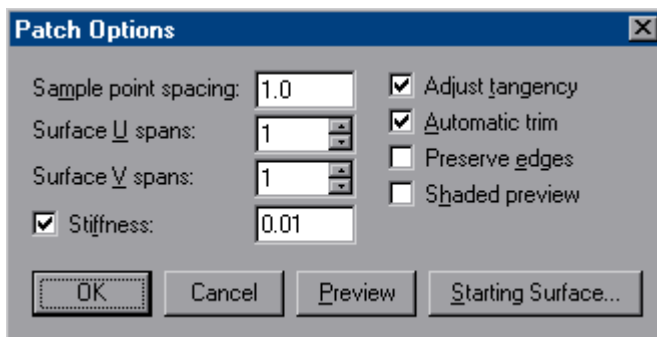 Patch Options
Sample point spacing: 1.0
Surface U spans: 1
Surface V spans: 1
Stiffness: 0.01
Adjust tangency
Automatic trim
Preserve edges
Shaded preview
OK Cancel Preview Starting Surface...